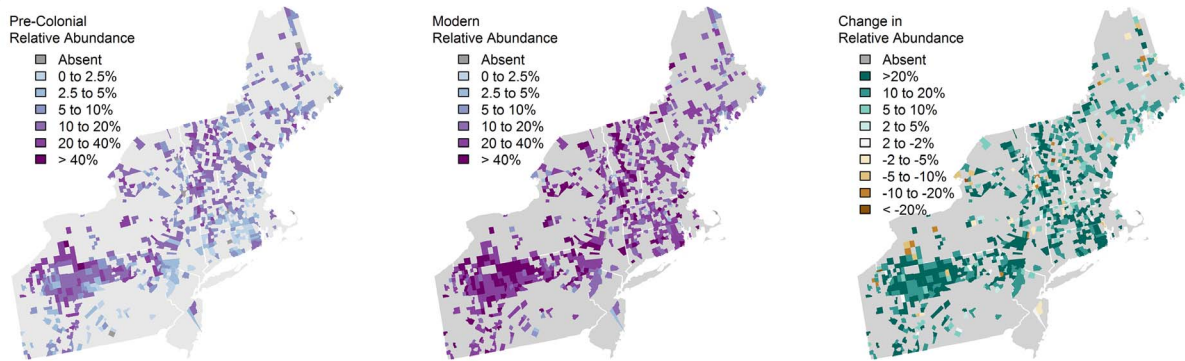 Pre-Colonial
Relative Abundance
Absent
0 to 2.5%
2.5 to 5%
5 to 10%
10 to 20%
20 to 40%
> 40%
Modern
Relative Abundance
Absent
0 to 2.5%
2.5 to 5%
5 to 10%
10 to 20%
20 to 40%
> 40%
Change in
Relative Abundance
Absent
>20%
10 to 20%
5 to 10%
2 to 5%
2 to -2%
-2 to -5%
-5 to -10%
-10 to -20%
< -20%